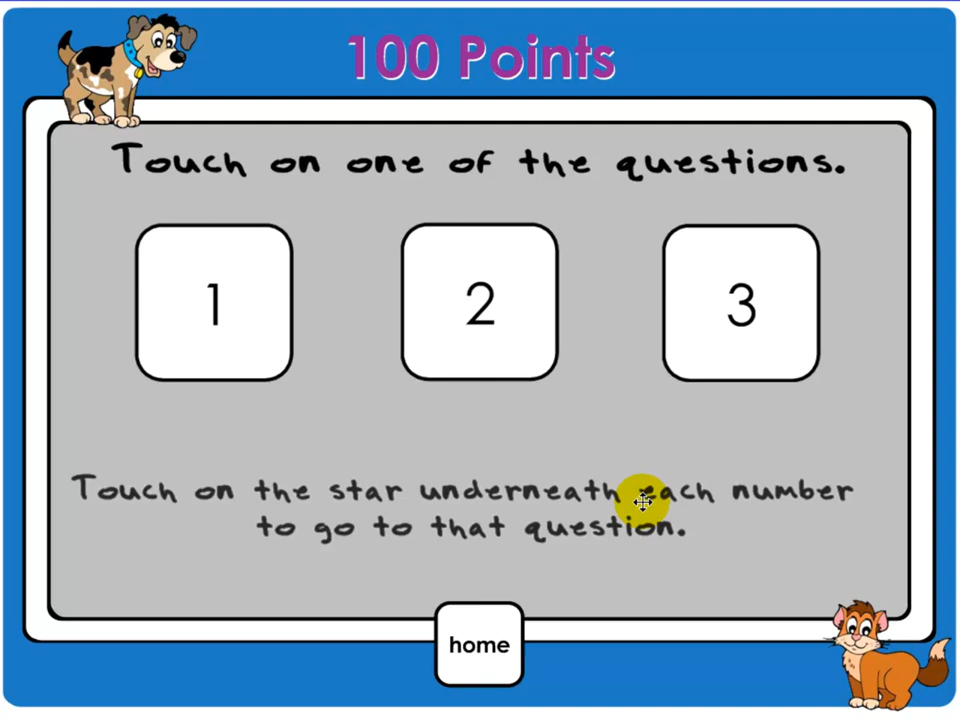 100 Points
Touch on one of the questions.
1 2 3
Touch on the star underneath each number
to go to that question.
home